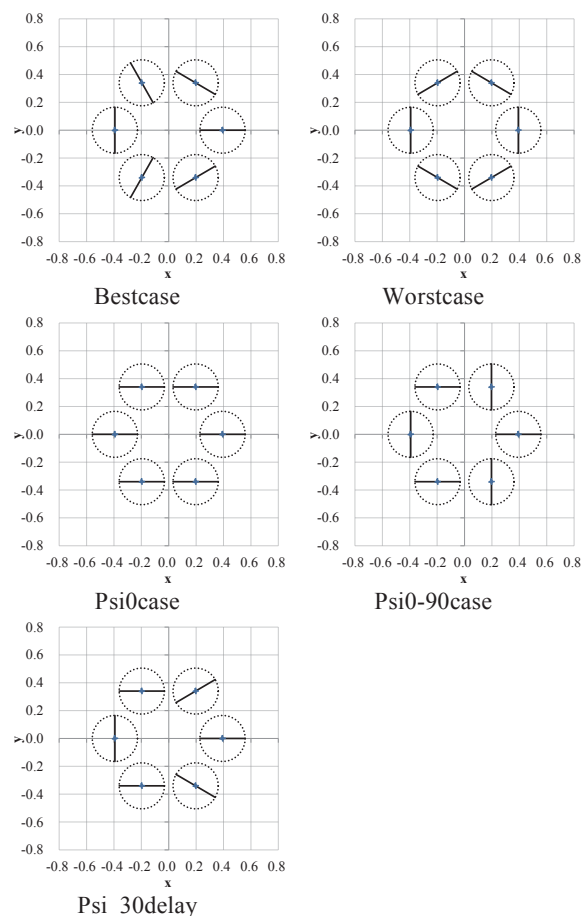 0.8 0.8
0.6 0.6
0.4 0.4
0.2 0.2
y 0.0 y 0.0
-0.2 -0.2
-0.4 -0.4
-0.6 -0.6
-0.8 -0.8
-0.8 -0.6 -0.4 -0.2 0.0 0.2 0.4 0.6 0.8 -0.8 -0.6 -0.4 -0.2 0.0 0.2 0.4 0.6 0.8
x x
Bestcase Worstcase
0.8 0.8
0.6 0.6
0.4 0.4
0.2 0.2
y 0.0 y 0.0
-0.2 -0.2
-0.4 -0.4
-0.6 -0.6
-0.8 -0.8
-0.8 -0.6 -0.4 -0.2 0.0 0.2 0.4 0.6 0.8 -0.8 -0.6 -0.4 -0.2 0.0 0.2 0.4 0.6 0.8
x x
Psi0case Psi0-90case
0.8
0.6
0.4
0.2
y 0.0
-0.2
-0.4
-0.6
-0.8
-0.8 -0.6 -0.4 -0.2 0.0 0.2 0.4 0.6 0.8
x
Psi_30delay